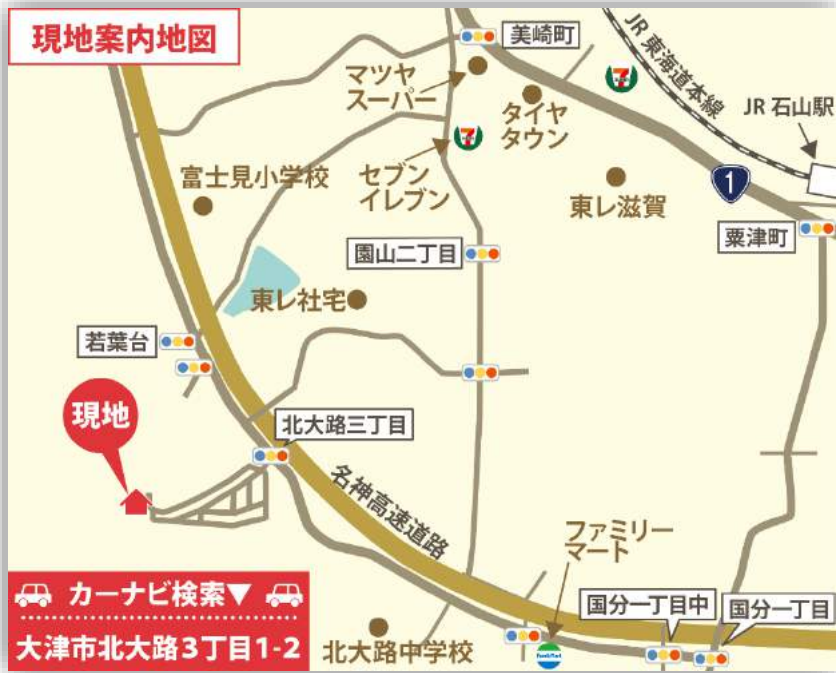 現地案内地図
美崎町
JR 東海道本線
マツヤ
スーパー
タイヤ
タウン
JR 石山駅
富士見小学校
セブン
イレブン
東レ滋賀
1
粟津町
園山二丁目
東レ社宅
若葉台
現地
北大路三丁目
名神高速道路
ファミリー
マート
カーナビ検索▼
大津市北大路3丁目1-2
北大路中学校
国分一丁目中
国分一丁目
FamilyMart
7
7